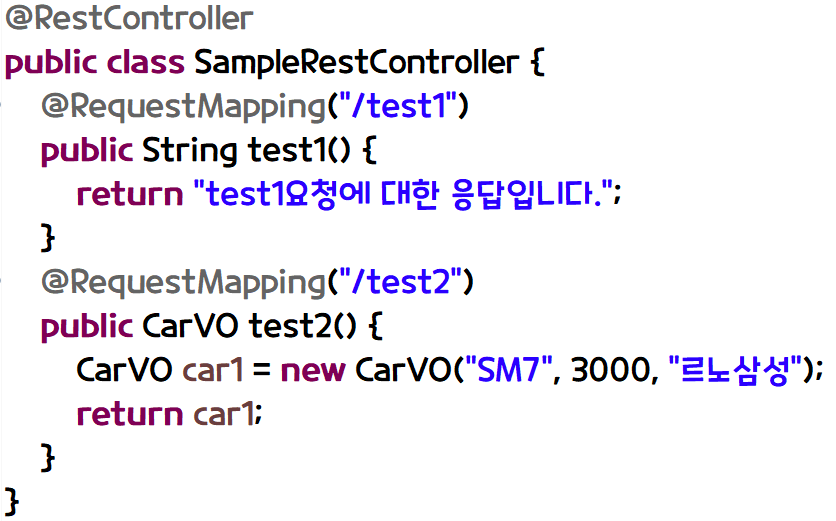 @RestController
public class SampleRestController {
@RequestMapping("/test1")
public String test1() {
return "test1요청에 대한 응답입니다.";
}
@RequestMapping("/test2")
public CarVO test2() {
CarVO car1 = new CarVO("SM7", 3000, "르노삼성");
return car1;
}
}